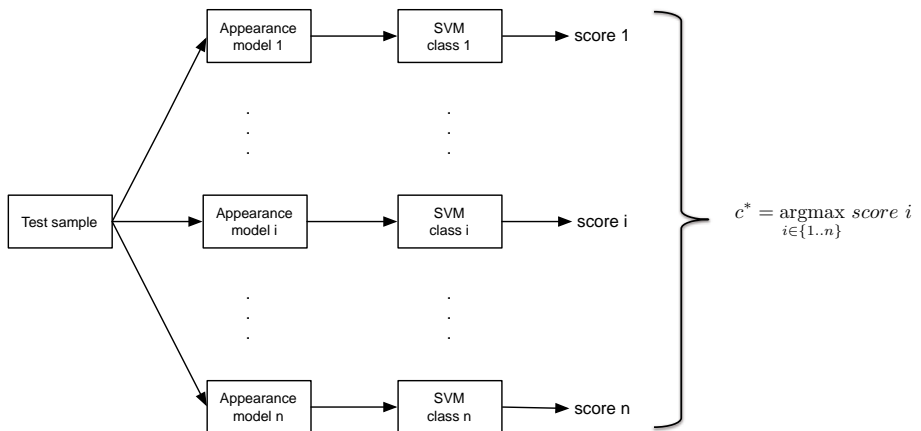 Appearance
model 1
SVM
class 1
score 1
Test sample
Appearance
model i
SVM
class i
score i
c* = argmax score i
i∈{1..n}
Appearance
model n
SVM
class n
score n